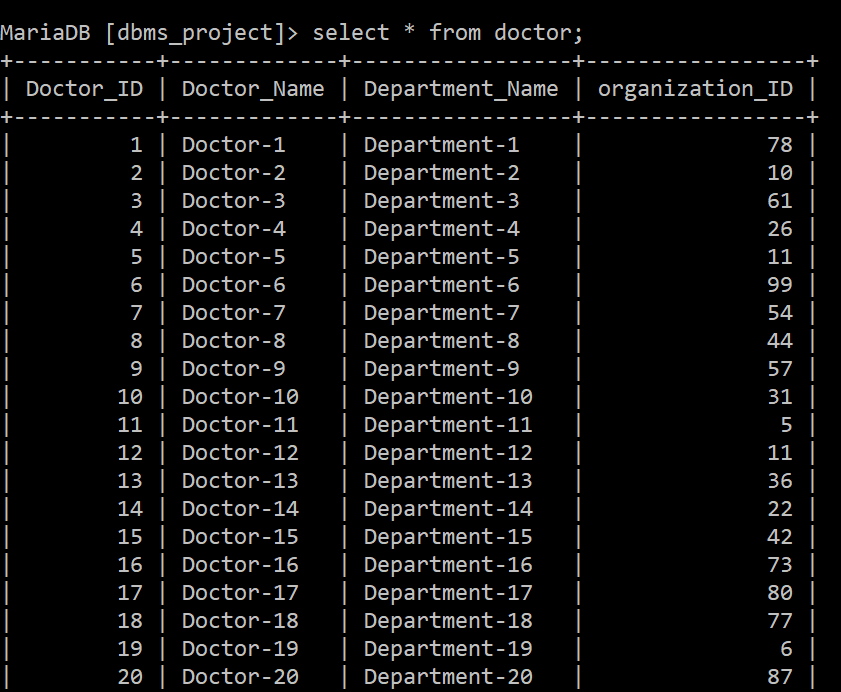 MariaDB [dbms_project]> select * from doctor;
+-----------+-------------+-----------------+-----------------+
| Doctor_ID | Doctor_Name | Department_Name | organization_ID |
+-----------+-------------+-----------------+-----------------+
|         1 | Doctor-1    | Department-1    |              78 |
|         2 | Doctor-2    | Department-2    |              10 |
|         3 | Doctor-3    | Department-3    |              61 |
|         4 | Doctor-4    | Department-4    |              26 |
|         5 | Doctor-5    | Department-5    |              11 |
|         6 | Doctor-6    | Department-6    |              99 |
|         7 | Doctor-7    | Department-7    |              54 |
|         8 | Doctor-8    | Department-8    |              44 |
|         9 | Doctor-9    | Department-9    |              57 |
|        10 | Doctor-10   | Department-10   |              31 |
|        11 | Doctor-11   | Department-11   |               5 |
|        12 | Doctor-12   | Department-12   |              11 |
|        13 | Doctor-13   | Department-13   |              36 |
|        14 | Doctor-14   | Department-14   |              22 |
|        15 | Doctor-15   | Department-15   |              42 |
|        16 | Doctor-16   | Department-16   |              73 |
|        17 | Doctor-17   | Department-17   |              80 |
|        18 | Doctor-18   | Department-18   |              77 |
|        19 | Doctor-19   | Department-19   |               6 |
|        20 | Doctor-20   | Department-20   |              87 |